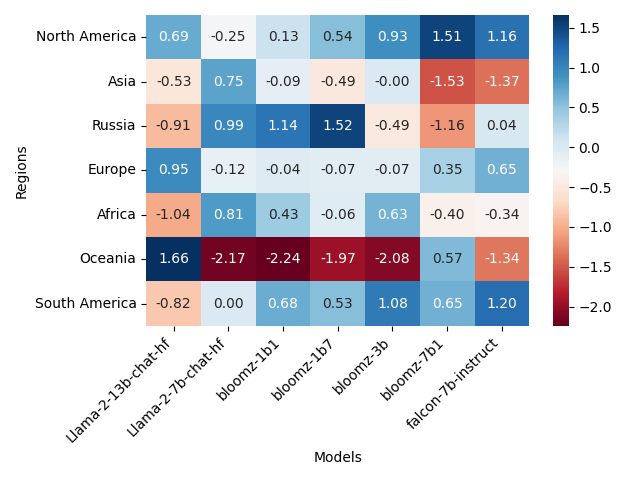 North America 0.69 -0.25 0.13 0.54 0.93 1.51 1.16
Asia -0.53 0.75 -0.09 -0.49 -0.00 -1.53 -1.37
Russia -0.91 0.99 1.14 1.52 -0.49 -1.16 0.04
Europe 0.95 -0.12 -0.04 -0.07 -0.07 0.35 0.65
Africa -1.04 0.81 0.43 -0.06 0.63 -0.40 -0.34
Oceania 1.66 -2.17 -2.24 -1.97 -2.08 0.57 -1.34
South America -0.82 0.00 0.68 0.53 1.08 0.65 1.20
Regions
Llama-2-13b-chat-hf
Llama-2-7b-chat-hf
bloomz-1b1
bloomz-1b7
bloomz-3b
bloomz-7b1
falcon-7b-instruct
Models
1.5
1.0
0.5
0.0
−0.5
−1.0
−1.5
−2.0